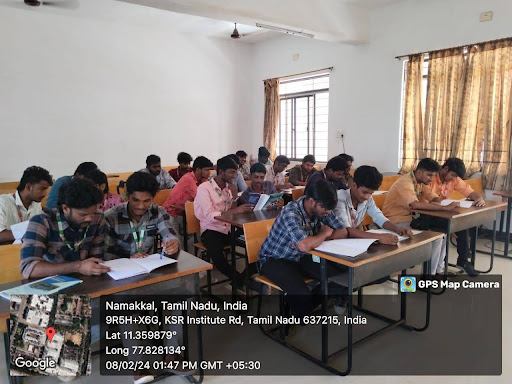 GPS Map Camera
Namakkal, Tamil Nadu, India
9R5H+X6G, KSR Institute Rd, Tamil Nadu 637215, India
Lat 11.359879°
Long 77.828134°
08/02/24 01:47 PM GMT +05:30
Google